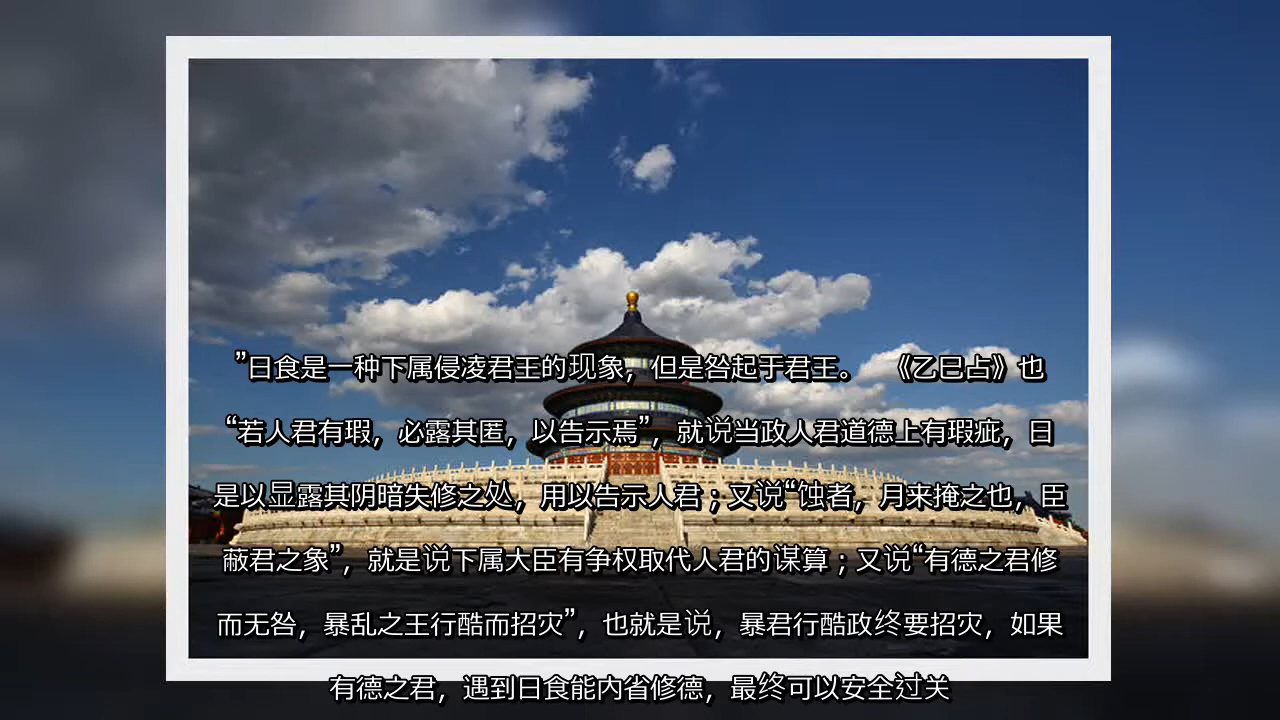 ”日食是一种下属侵凌君王的现象，但是咎起于君王。 《乙巳占》也
“若人君有瑕，必露其匿，以告示焉”，就说当政人君道德上有瑕疵，日
是以显露其阴暗失修之处，用以告示人君；又说“蚀者，月来掩之也，臣
蔽君之象”，就是说下属大臣有争权取代人君的谋算；又说“有德之君修
而无咎，暴乱之王行酷而招灾”，也就是说，暴君行酷政终要招灾，如果
有德之君，遇到日食能内省修德，最终可以安全过关